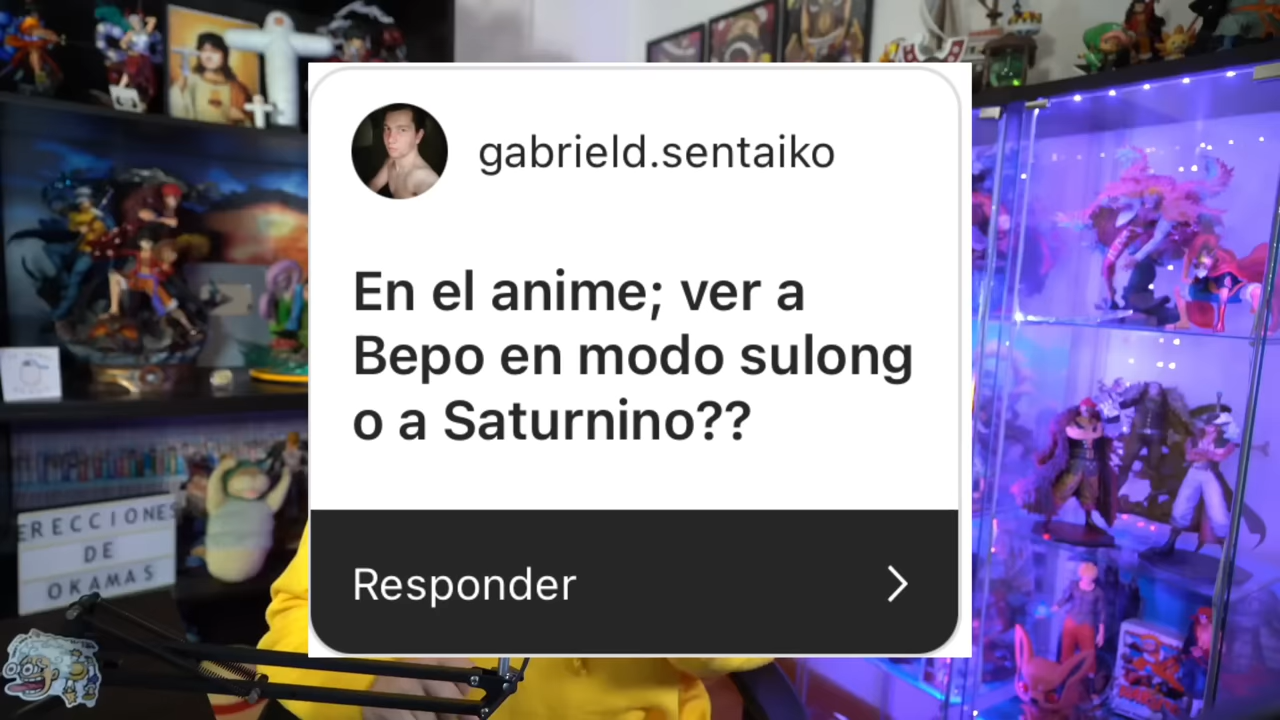 gabrield.sentaiko
En el anime; ver a
Bepo en modo sulong
o a Saturnino??
Responder
ERECCIONES
DE
OKAMAS